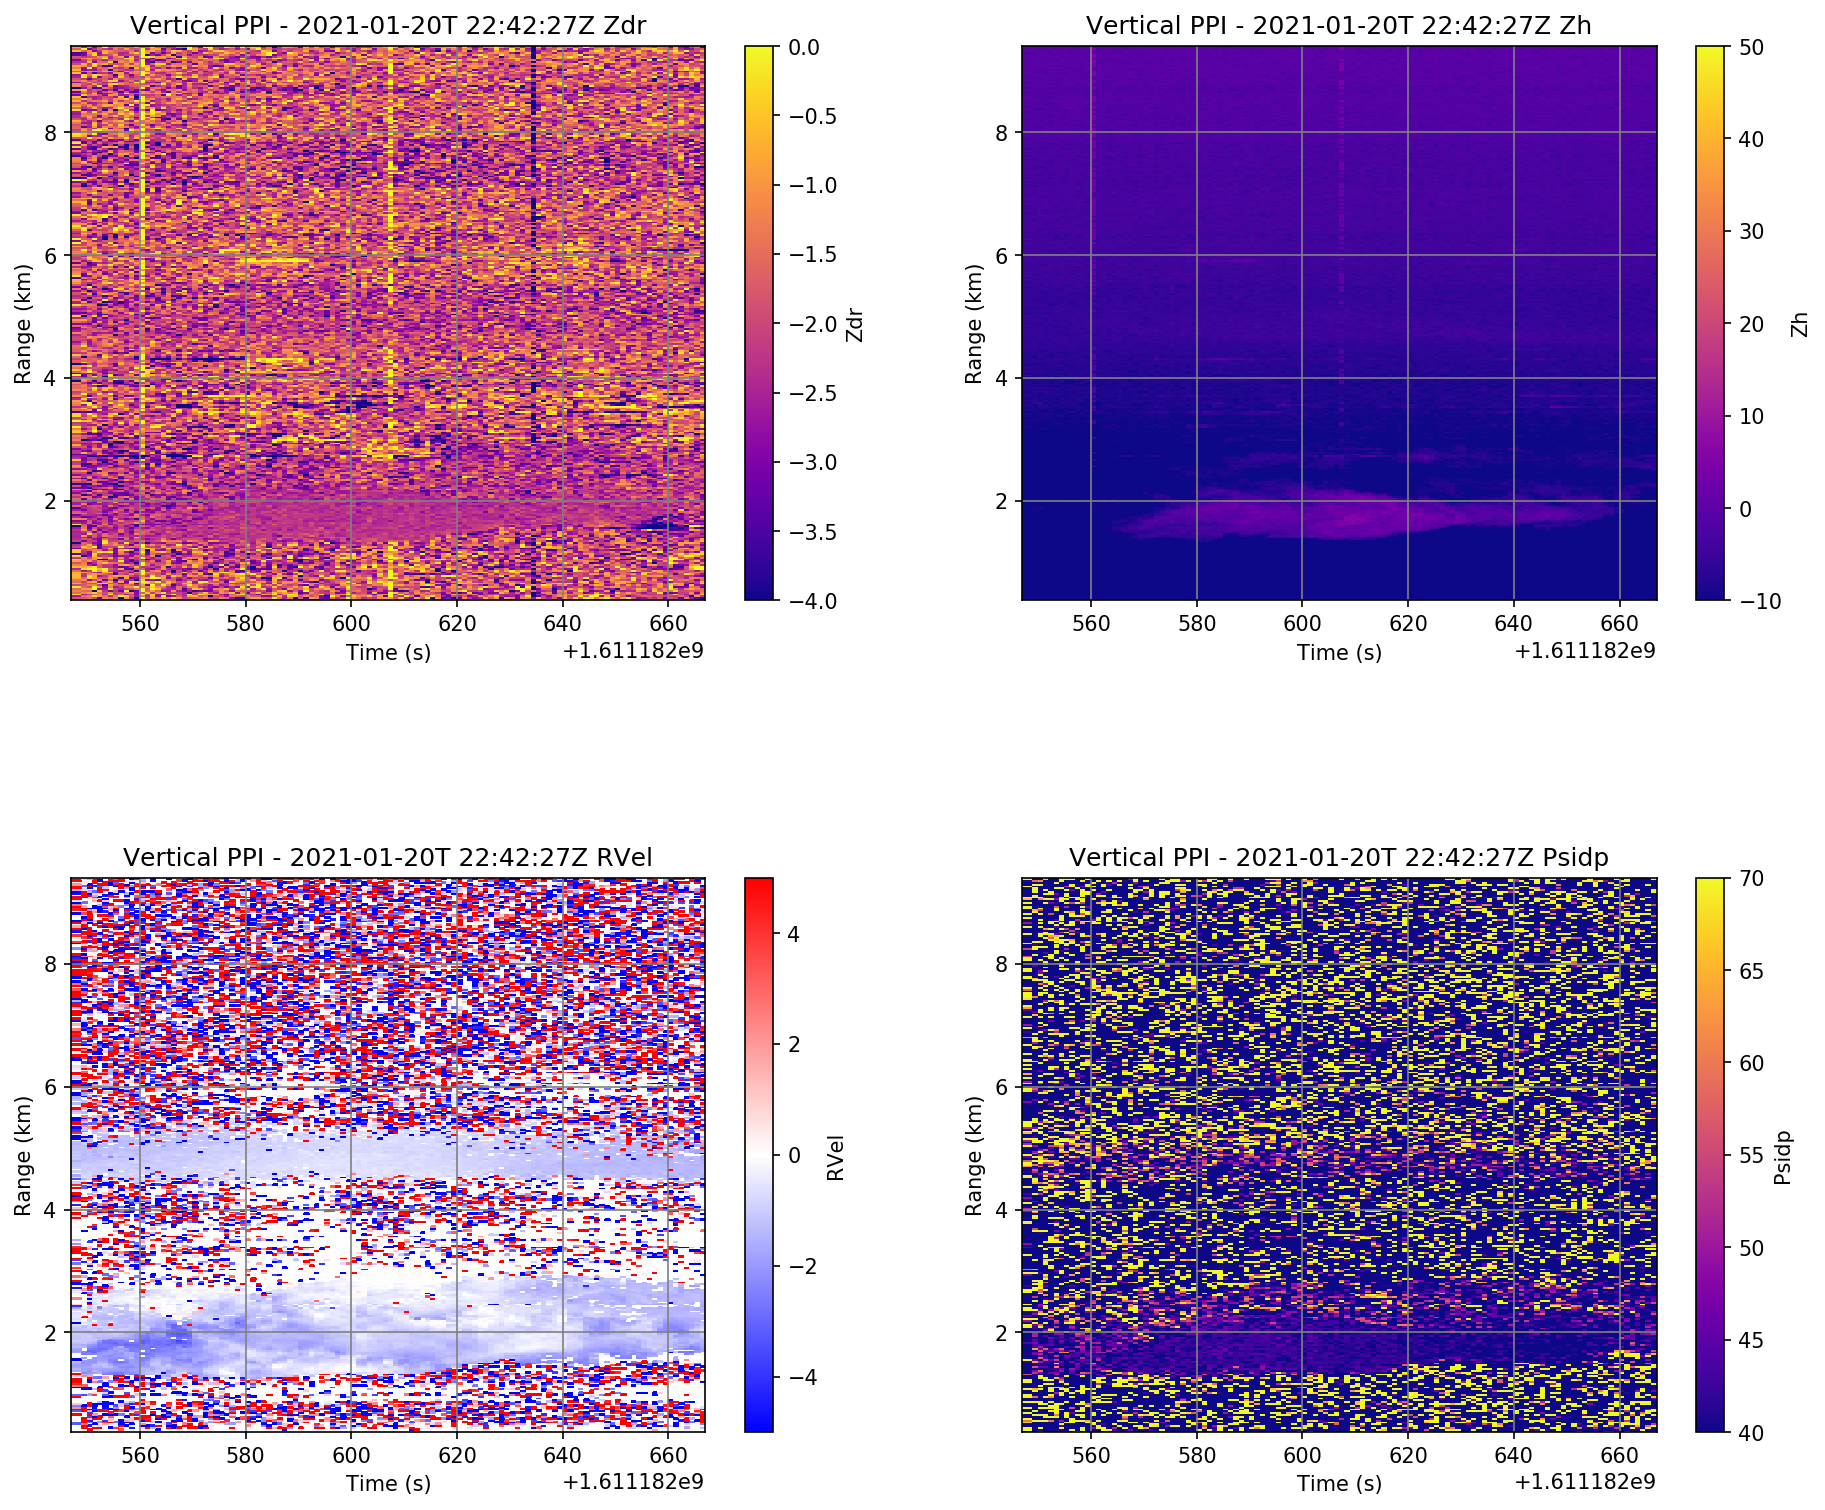 Vertical PPI - 2021-01-20T 22:42:27Z Zdr
Range (km)
8
6
4
2
560 580 600 620 640 660
Time (s)
+1.611182e9
0.0
−0.5
−1.0
−1.5
−2.0
−2.5
−3.0
−3.5
−4.0
Zdr
Vertical PPI - 2021-01-20T 22:42:27Z Zh
Range (km)
8
6
4
2
560 580 600 620 640 660
Time (s)
+1.611182e9
50
40
30
20
10
0
−10
Zh
Vertical PPI - 2021-01-20T 22:42:27Z RVel
Range (km)
8
6
4
2
560 580 600 620 640 660
Time (s)
+1.611182e9
4
2
0
−2
−4
RVel
Vertical PPI - 2021-01-20T 22:42:27Z Psidp
Range (km)
8
6
4
2
560 580 600 620 640 660
Time (s)
+1.611182e9
70
65
60
55
50
45
40
Psidp